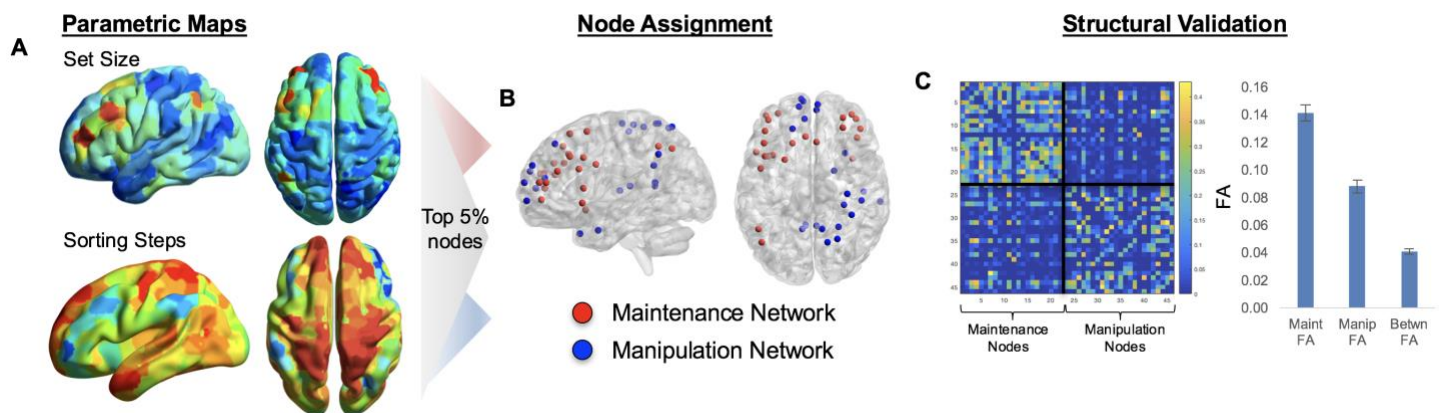 Parametric Maps
Node Assignment
Structural Validation
A
Set Size
Sorting Steps
Top 5%
nodes
B
Maintenance Network
Manipulation Network
C
5
10
15
20
25
30
35
40
45
5
10
15
20
25
30
35
40
45
0.4
0.35
0.3
0.25
0.2
0.15
0.1
0.05
0
Maintenance
Nodes
Manipulation
Nodes
FA
0.16
0.14
0.12
0.10
0.08
0.06
0.04
0.02
0.00
Maint
FA
Manip
FA
Betwn
FA